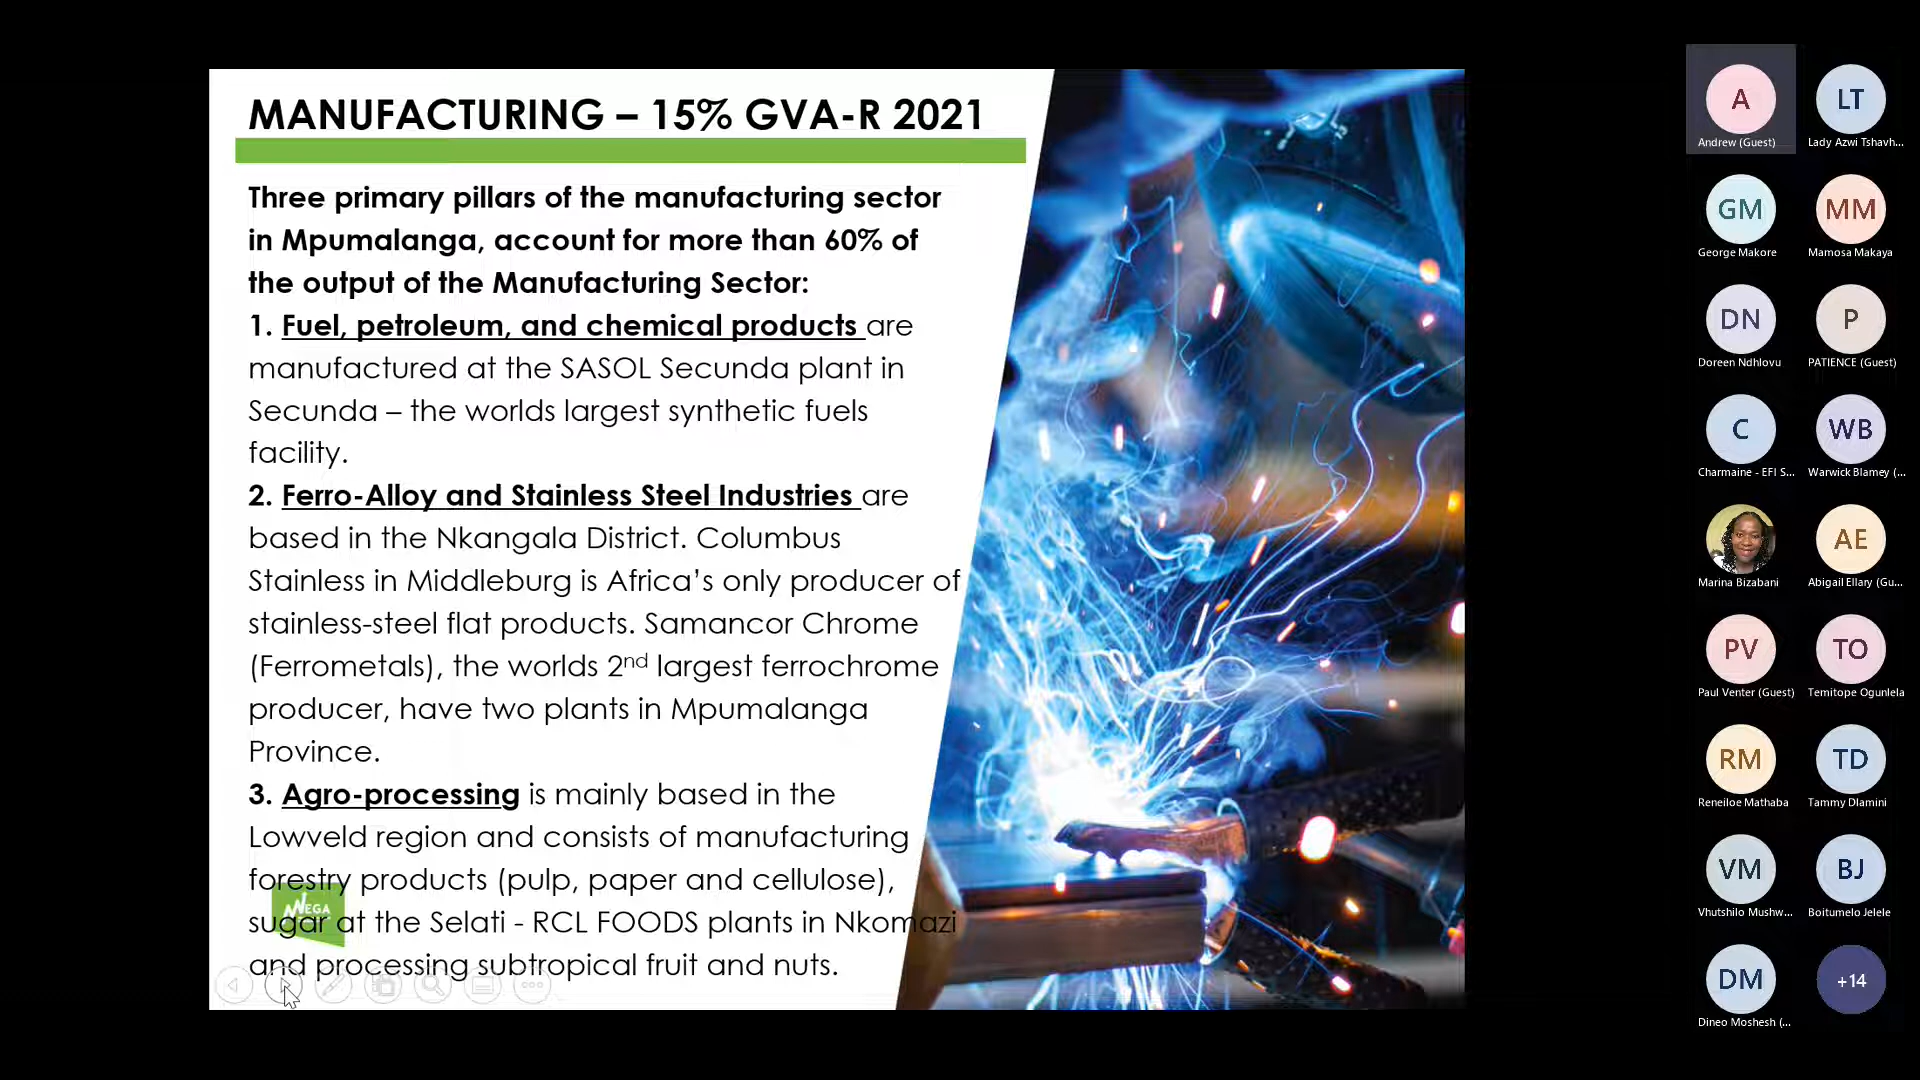 MANUFACTURING – 15% GVA-R 2021
Three primary pillars of the manufacturing sector
in Mpumalanga, account for more than 60% of
the output of the Manufacturing Sector:
1. Fuel, petroleum, and chemical products are
manufactured at the SASOL Secunda plant in
Secunda – the worlds largest synthetic fuels
facility.
2. Ferro-Alloy and Stainless Steel Industries are
based in the Nkangala District. Columbus
Stainless in Middleburg is Africa’s only producer of
stainless-steel flat products. Samancor Chrome
(Ferrometals), the worlds 2nd largest ferrochrome
producer, have two plants in Mpumalanga
Province.
3. Agro-processing is mainly based in the
Lowveld region and consists of manufacturing
forestry products (pulp, paper and cellulose),
sugar at the Selati - RCL FOODS plants in Nkomazi
and processing subtropical fruit and nuts.
MEGA
A LT
Andrew (Guest) Lady Azwi Tshavh...
GM MM
George Makore Mamosa Makaya
DN P
Doreen Ndhlovu PATIENCE (Guest)
C WB
Charmaine - EFI S... Warwick Blamey (...
AE
Marina Bizabani Abigail Ellary (Gu...
PV TO
Paul Venter (Guest) Temitope Ogunlela
RM TD
Reneiloe Mathaba Tammy Dlamini
VM BJ
Vhutshilo Mushw... Boitumelo Jelele
DM +14
Dineo Moshesh (...